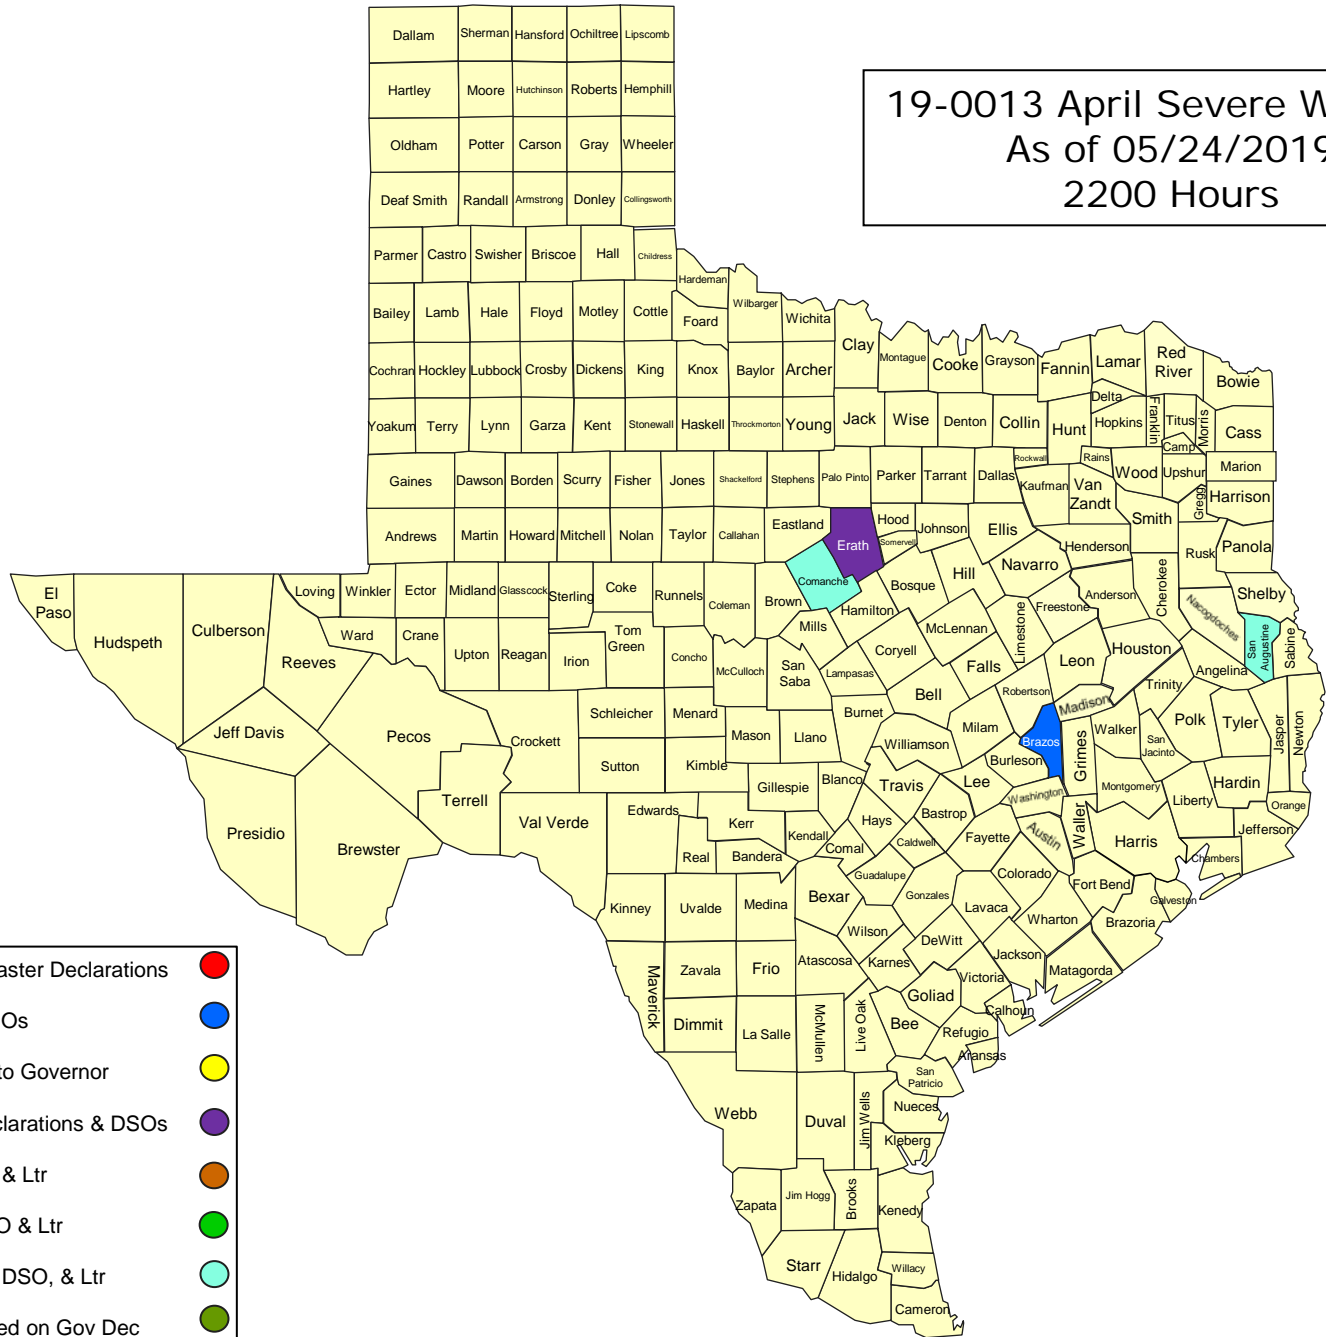 19-0013 April Severe W
As of 05/24/2019
2200 Hours
Dallam Sherman Hansford Ochiltree Lipscomb
Hartley Moore Hutchinson Roberts Hemphill
Oldham Potter Carson Gray Wheeler
Deaf Smith Randall Armstrong Donley Collingsworth
Parmer Castro Swisher Briscoe Hall Childress
Hardeman
Bailey Lamb Hale Floyd Motley Cottle Foard Wilbarger Wichita
Clay Montague Cooke Grayson Fannin Lamar Red
River
Bowie
Cochran Hockley Lubbock Crosby Dickens King Knox Baylor Archer
Delta
Yoakum Terry Lynn Garza Kent Stonewall Haskell Throckmorton Young Jack Wise Denton Collin Hunt Hopkins Franklin Titus Morris Cass
Camp
Rockwall Rains
Gaines Dawson Borden Scurry Fisher Jones Shackelford Stephens Palo Pinto Parker Tarrant Dallas Kaufman Van
Zandt
Wood Upshur Marion
Gregg Harrison
Andrews Martin Howard Mitchell Nolan Taylor Callahan Eastland Erath Hood Somervell Johnson Ellis Henderson Smith Rusk Panola
El
Paso
Hudspeth Culberson Loving Winkler Ector Midland Glasscock Sterling Coke Runnels Coleman Brown Comanche Hamilton Bosque Hill Navarro Freestone Anderson Cherokee Nacogdoches Shelby
Reeves Ward Crane Upton Reagan Irion Tom
Green
Concho McCulloch San
Saba
Mills Lampasas Coryell McLennan Limestone Falls Leon Houston Angelina San
Augustine
Sabine
Jeff Davis Pecos Crockett Schleicher Menard Mason Llano Burnet Bell Milam Robertson Madison Trinity Polk Tyler Jasper Newton
Sutton Kimble Gillespie Blanco Williamson Burleson Brazos Grimes Walker San
Jacinto
Presidio Brewster Terrell Val Verde Edwards Kerr Kendall Travis Lee Washington Montgomery Liberty Hardin Orange
Real Bandera Comal Hays Caldwell Bastrop Fayette Austin Waller Harris Jefferson
Chambers
Kinney Uvalde Medina Bexar Guadalupe Gonzales Lavaca Colorado Fort Bend Galveston
Wilson DeWitt Wharton Brazoria
Maverick Zavala Frio Atascosa Karnes Victoria Jackson Matagorda
Dimmit La Salle McMullen Live Oak Bee Goliad Refugio Calhoun
Aransas
San
Patricio
Webb Duval Jim Wells Nueces
Kleberg
Zapata Jim Hogg Brooks Kenedy
Starr Hidalgo Willacy
Cameron
aster Declarations
Os
to Governor
clarations & DSOs
& Ltr
O & Ltr
DSO, & Ltr
ed on Gov Dec